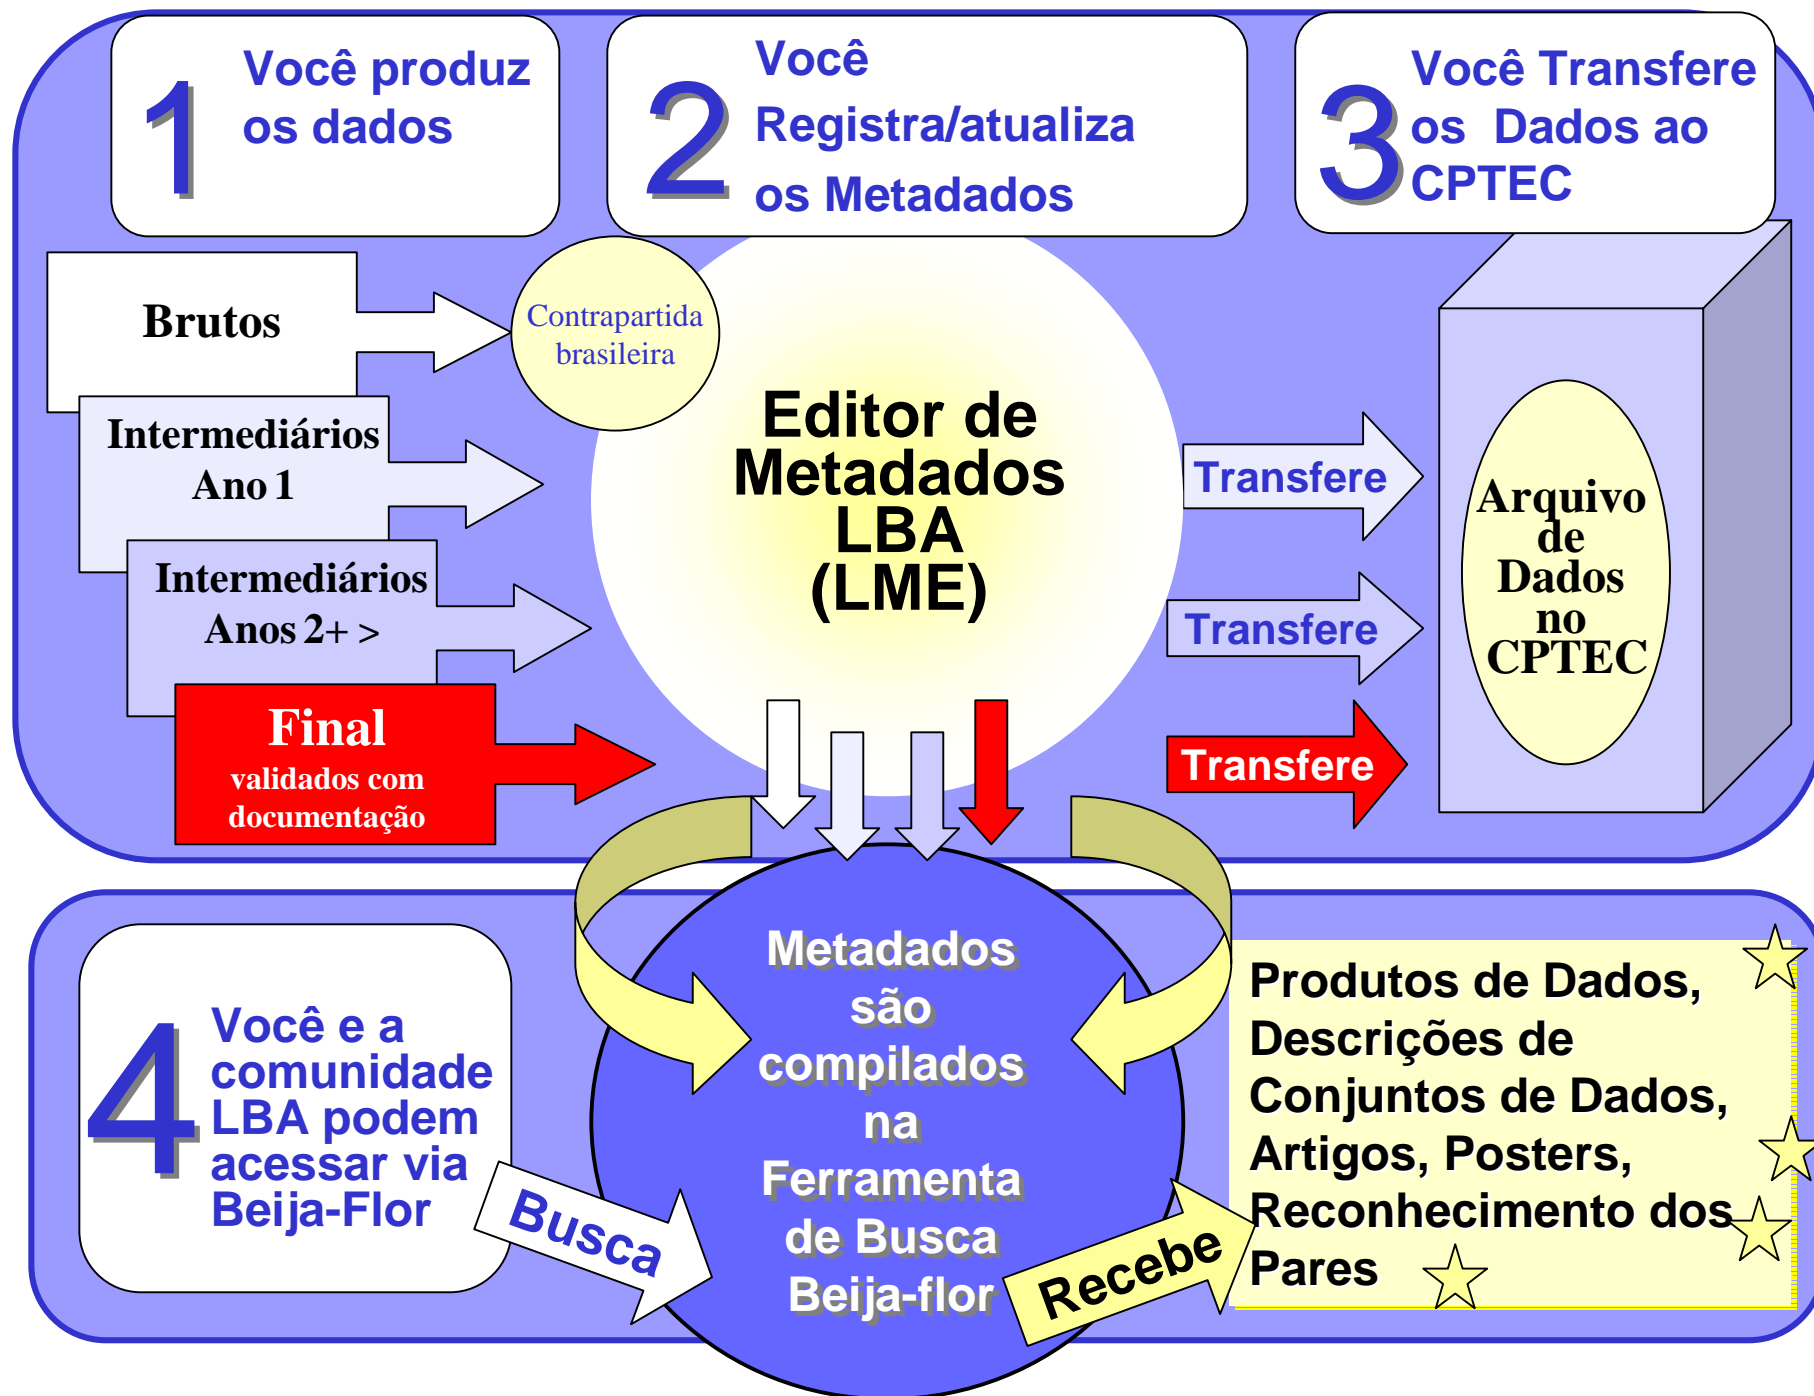 1
Você produz
os dados
2
Você
Registra/atualiza
os Metadados
3
Você Transfere
os Dados ao
CPTEC
Brutos
Contrapartida
brasileira
Intermediários
Ano 1
Intermediários
Anos 2+ >
Final
validados com
documentação
Editor de
Metadados
LBA
(LME)
Transfere
Transfere
Transfere
Arquivo
de
Dados
no
CPTEC
4
Você e a
comunidade
LBA podem
acessar via
Beija-Flor
Busca
Metadados
são
compilados
na
Ferramenta
de Busca
Beija-flor
Recebe
Produtos de Dados,
Descrições de
Conjuntos de Dados,
Artigos, Posters,
Reconhecimento dos
Pares